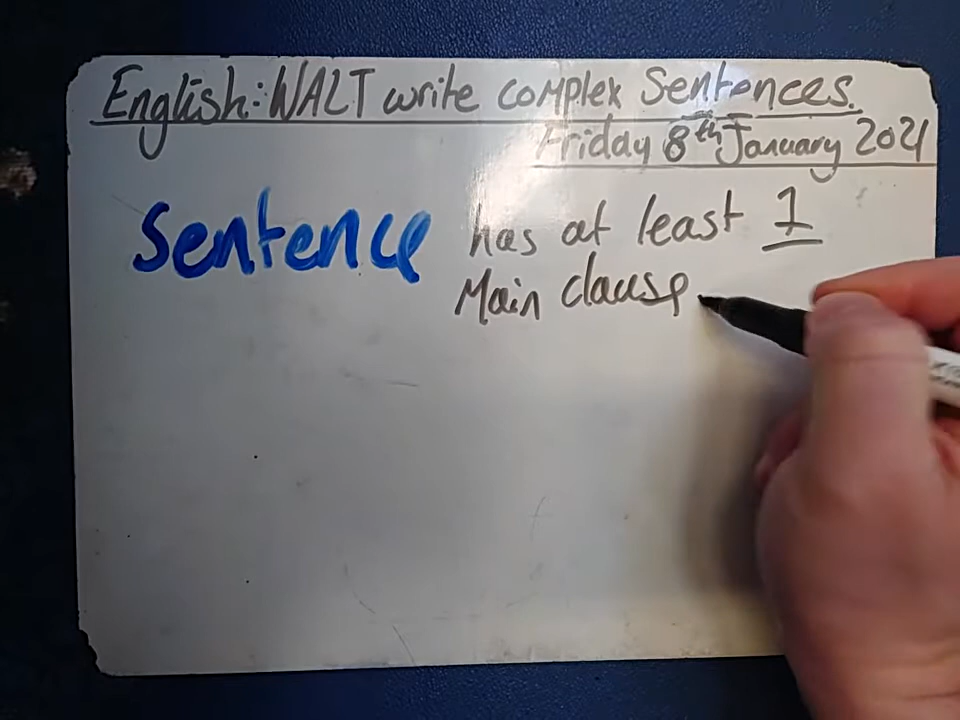 English: WALT write complex Sentences.
Friday 8th January 2021
Sentence has at least 1
Main clause